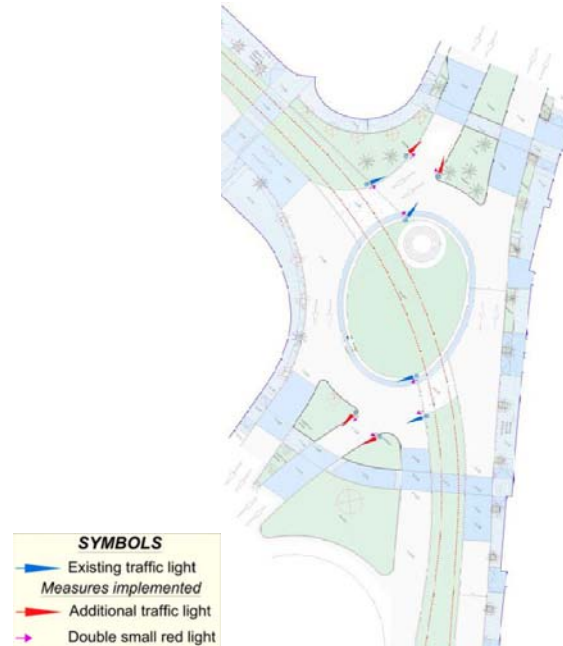 SYMBOLS
Existing traffic light
Measures implemented
Additional traffic light
Double small red light